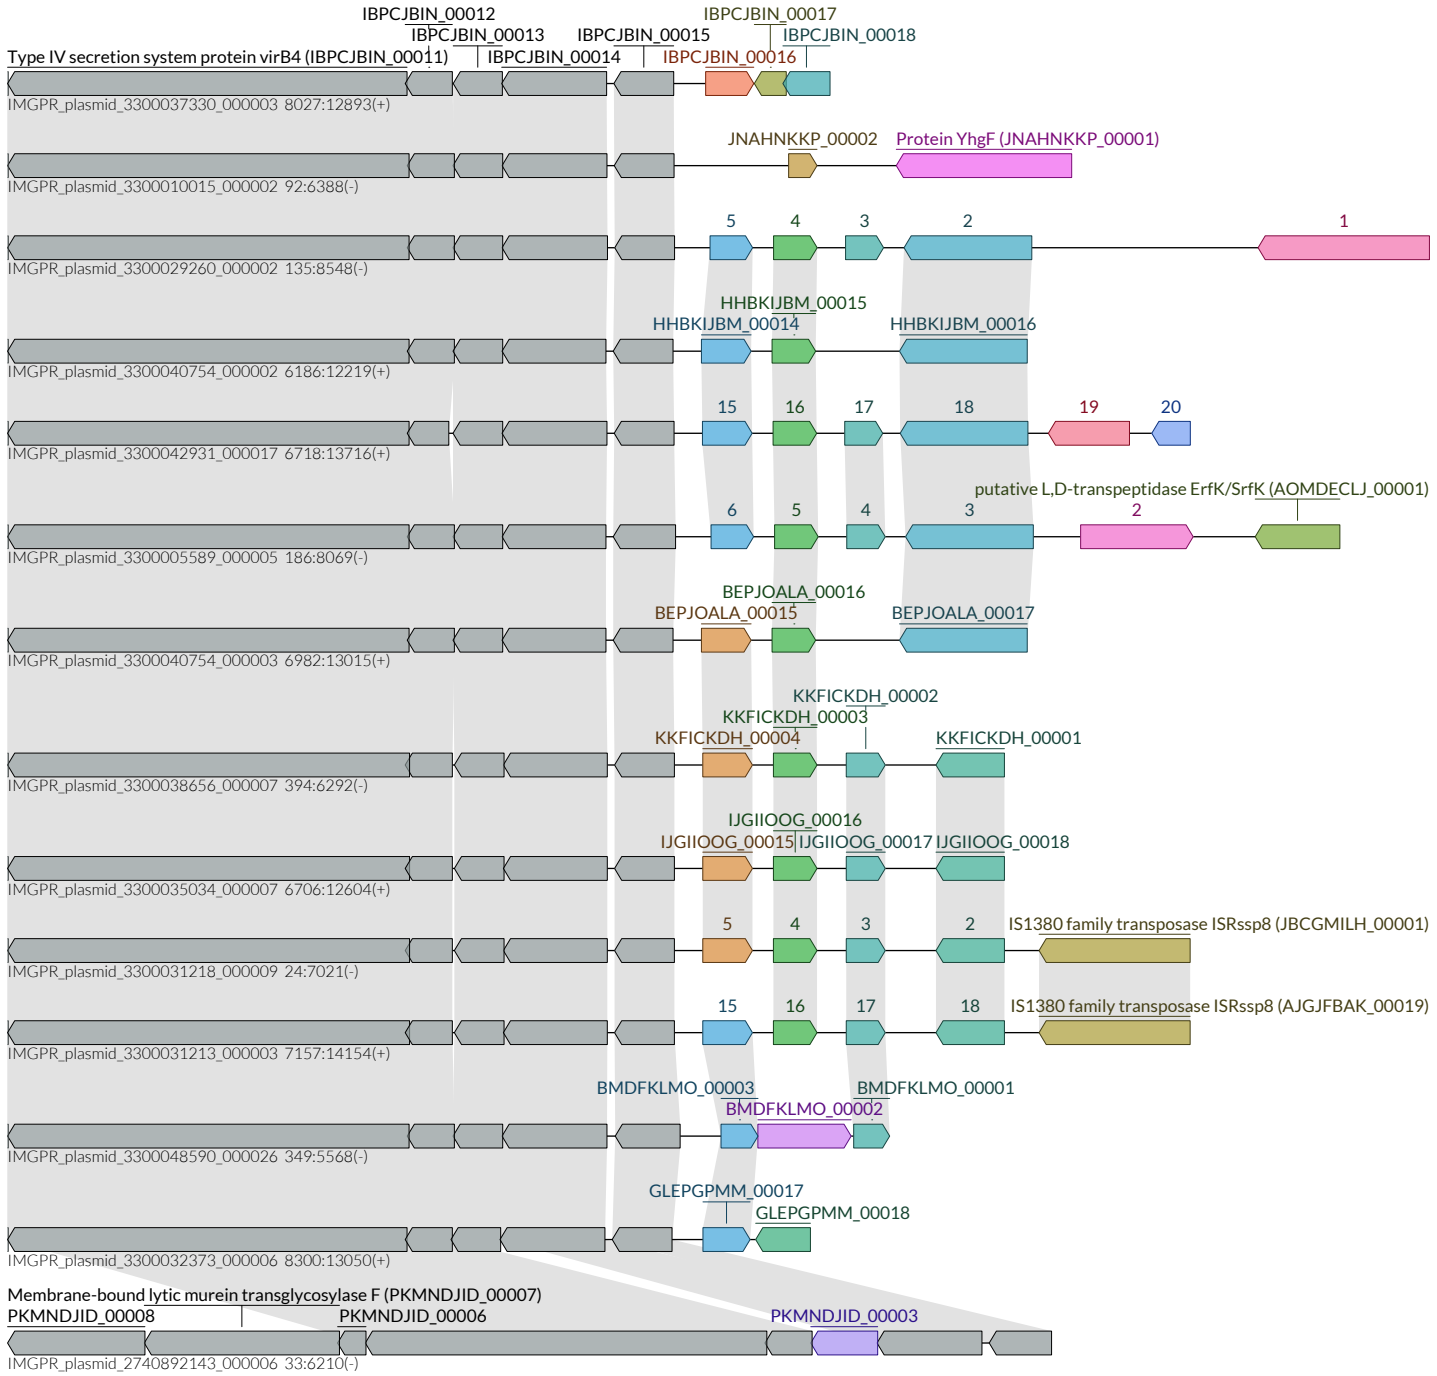 IBPCJBIN_00012 IBPCJBIN_00017
IBPCJBIN_00013 IBPCJBIN_00015 IBPCJBIN_00018
Type IV secretion system protein virB4 (IBPCJBIN_00011) IBPCJBIN_00014 IBPCJBIN_00016
IMGPR_plasmid_3300037330_000003 8027:12893(+)
JNAHNKKP_00002 Protein YhgF (JNAHNKKP_00001)
IMGPR_plasmid_3300010015_000002 92:6388(-)
5 4 3 2 1
IMGPR_plasmid_3300029260_000002 135:8548(-)
HHBKIJBM_00015
HHBKIJBM_00014 HHBKIJBM_00016
IMGPR_plasmid_3300040754_000002 6186:12219(+)
15 16 17 18 19 20
IMGPR_plasmid_3300042931_000017 6718:13716(+)
putative L,D-transpeptidase ErfK/SrfK (AOMDECLJ_00001)
6 5 4 3 2
IMGPR_plasmid_3300005589_000005 186:8069(-)
BEPJOALA_00016
BEPJOALA_00015 BEPJOALA_00017
IMGPR_plasmid_3300040754_000003 6982:13015(+)
KKFICKDH_00002
KKFICKDH_00003
KKFICKDH_00004 KKFICKDH_00001
IMGPR_plasmid_3300038656_000007 394:6292(-)
IJGIIOOG_00016
IJGIIOOG_00015 IJGIIOOG_00017 IJGIIOOG_00018
IMGPR_plasmid_3300035034_000007 6706:12604(+)
5 4 3 2 IS1380 family transposase ISRssp8 (JBCGMILH_00001)
IMGPR_plasmid_3300031218_000009 24:7021(-)
15 16 17 18 IS1380 family transposase ISRssp8 (AJGJFBAK_00019)
IMGPR_plasmid_3300031213_000003 7157:14154(+)
BMDFKLMO_00003 BMDFKLMO_00001
BMDFKLMO_00002
IMGPR_plasmid_3300048590_000026 349:5568(-)
GLEPGPMM_00017
GLEPGPMM_00018
IMGPR_plasmid_3300032373_000006 8300:13050(+)
Membrane-bound lytic murein transglycosylase F (PKMNDJID_00007)
PKMNDJID_00008 PKMNDJID_00006 PKMNDJID_00003
IMGPR_plasmid_2740892143_000006 33:6210(-)